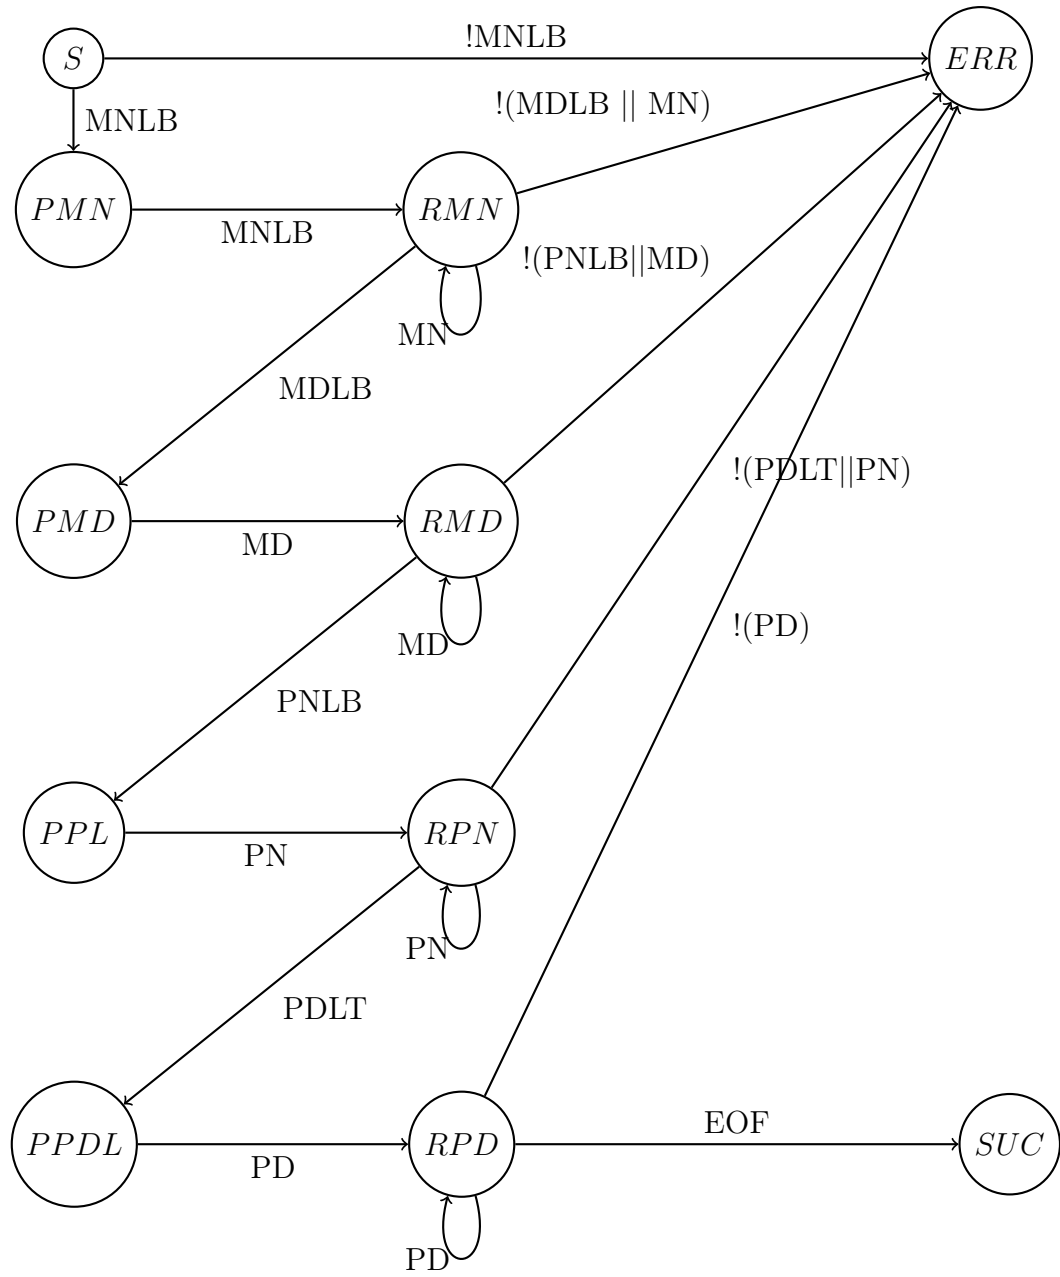 !MNLB
S
ERR
!(MDLB || MN)
MNLB
PMN
RMN
MNLB
!(PNLB||MD)
MN
MDLB
!(PDLT||PN)
PMD
RMD
MD
!(PD)
MD
PNLB
PPL
RPN
PN
PN
PDLT
EOF
PPDL
RPD
SUC
PD
PD